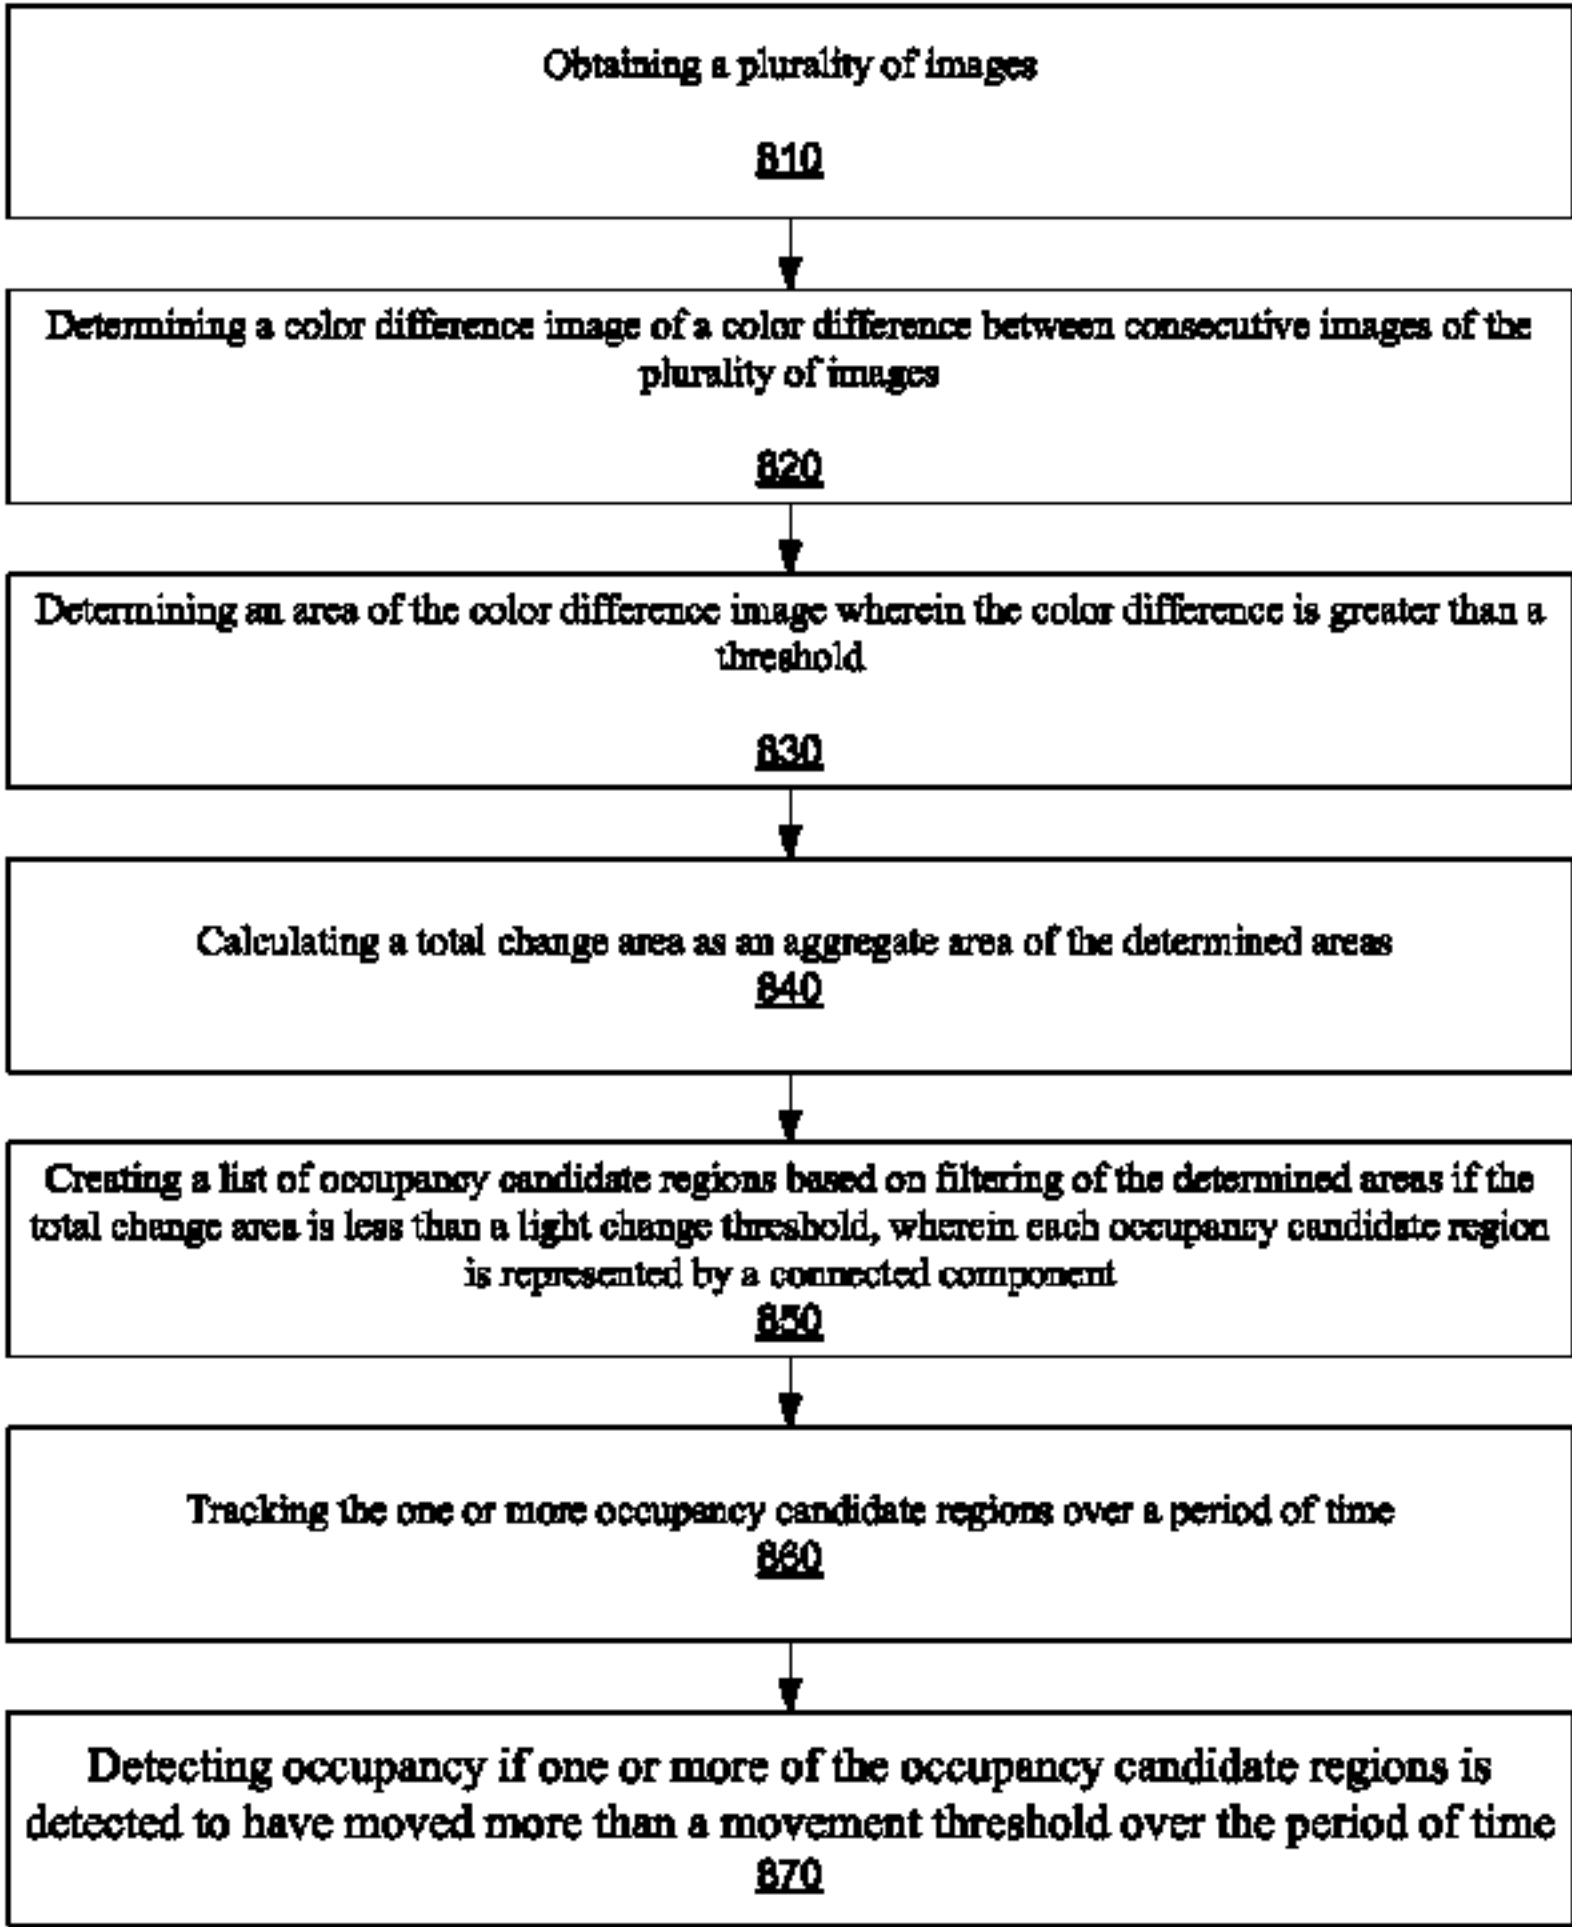 Obtaining a plurality of images
810
Determining a color difference image of a color difference between consecutive images of the
plurality of images
820
Determining an area of the color difference image wherein the color difference is greater than a
threshold
830
Calculating a total change area as an aggregate area of the determined areas
840
Creating a list of occupancy candidate regions based on filtering of the determined areas if the
total change area is less than a light change threshold, wherein each occupancy candidate region
is represented by a connected component
850
Tracking the one or more occupancy candidate regions over a period of time
860
Detecting occupancy if one or more of the occupancy candidate regions is
detected to have moved more than a movement threshold over the period of time
870